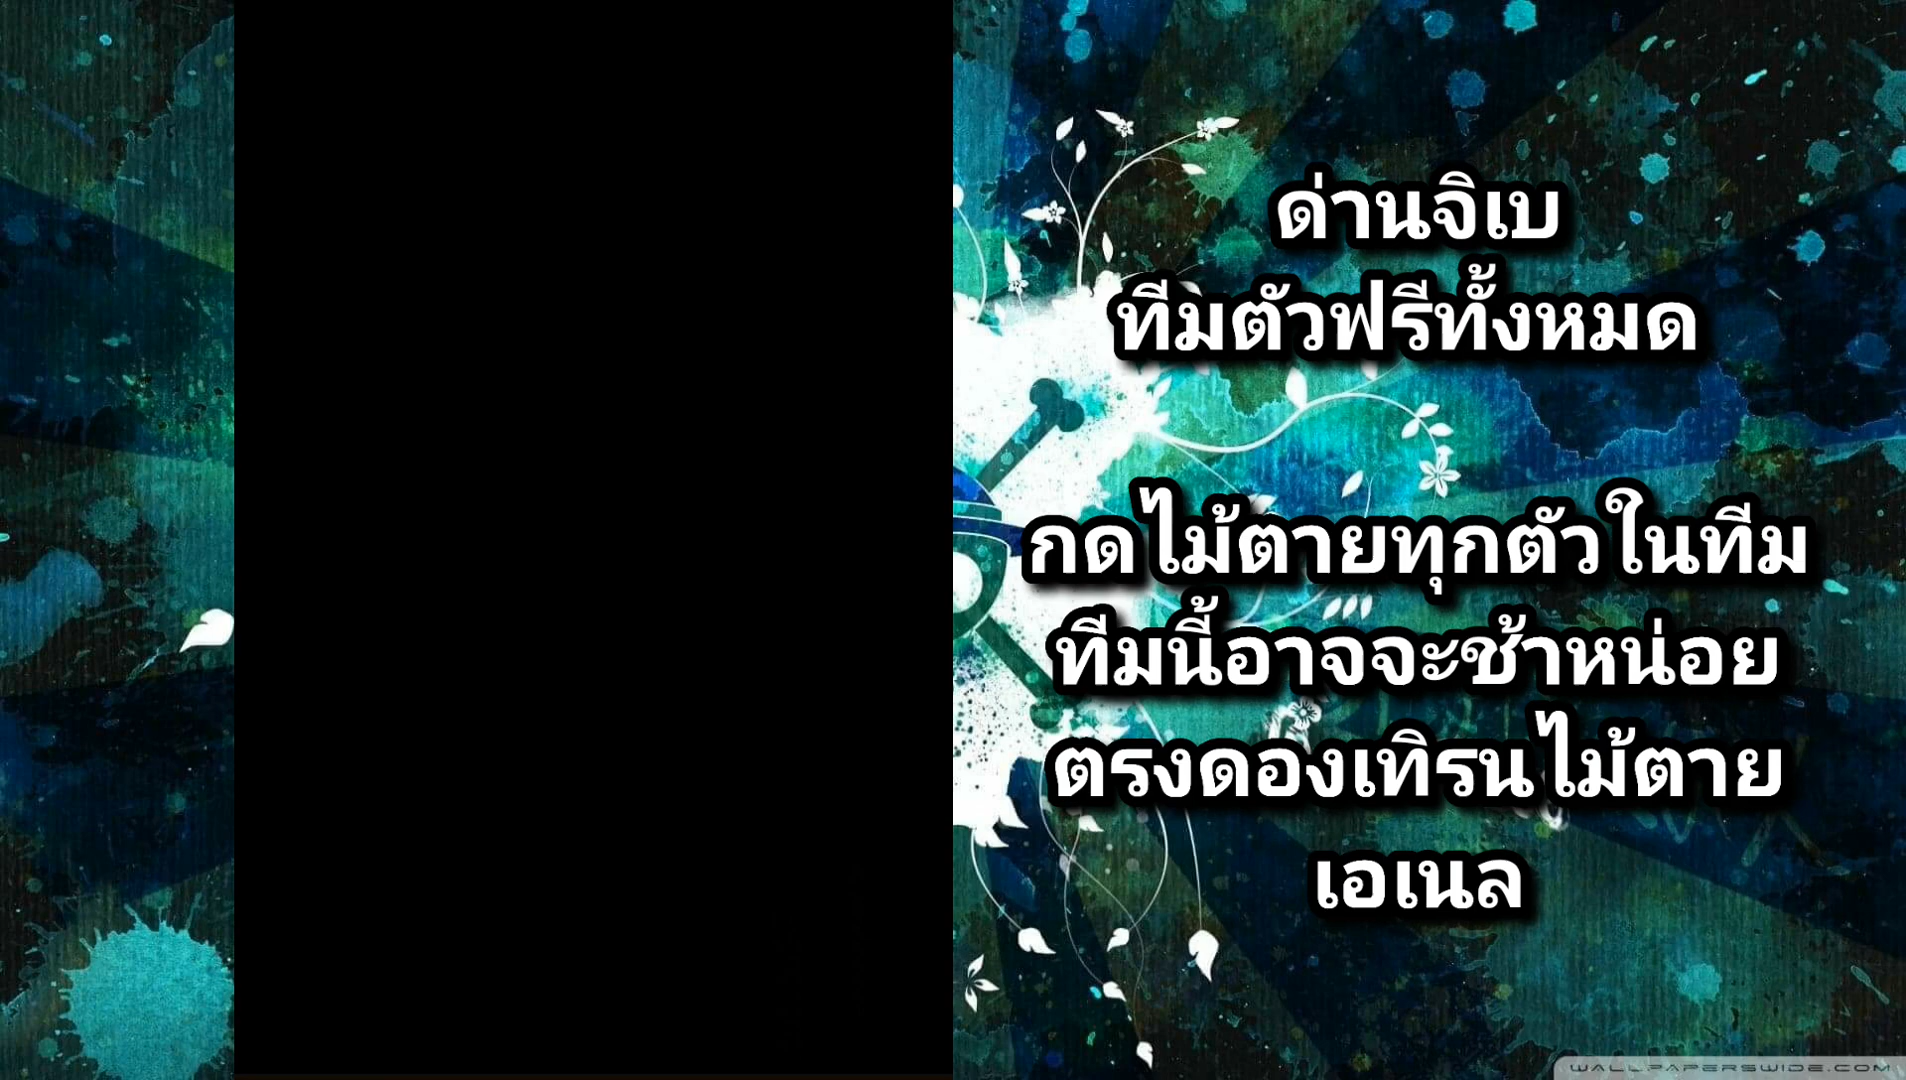 ด่านจิเบ
ทีมตัวฟรีทั้งหมด
กดไม้ตายทุกตัวในทีม
ทีมนี้อาจจะช้าหน่อย
ตรงดองเทิรนไม้ตาย
เอเนล
WALLPAPERSWIDE.COM